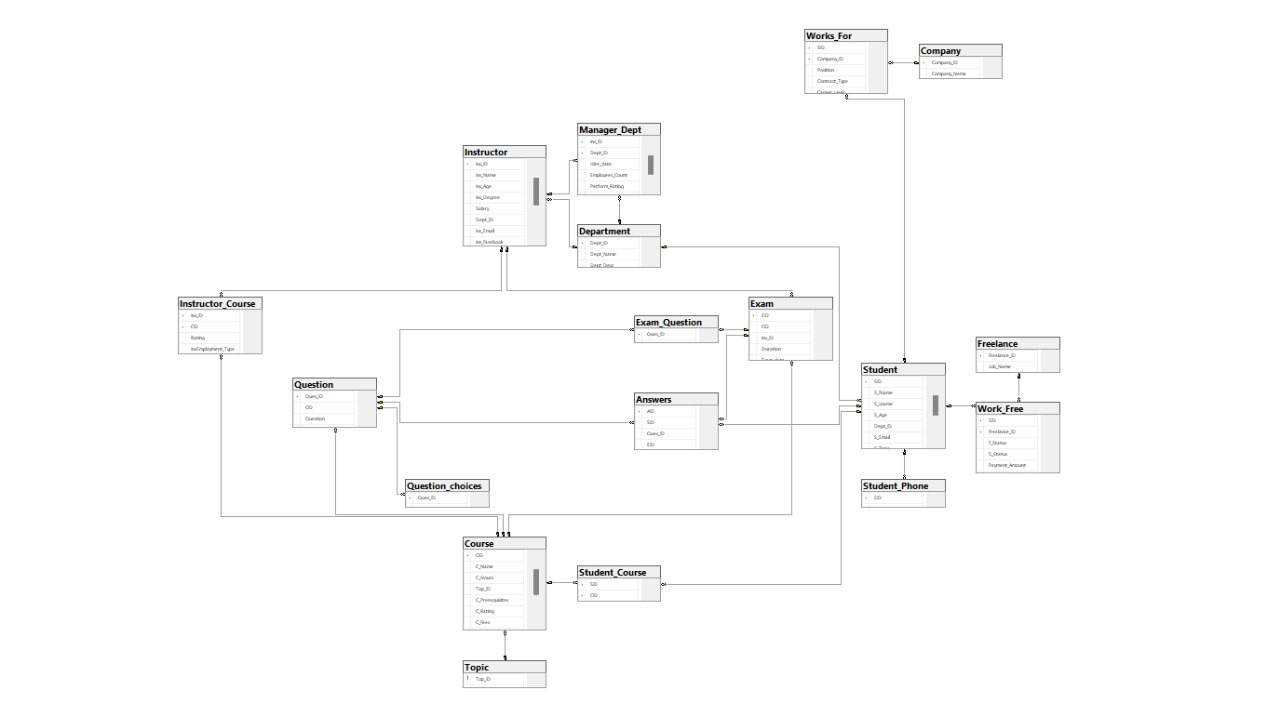 Works_For
SID
Company_ID
Position
Contract_Type
Company
Company_ID
Company_Name
Manager_Dept
Ins_ID
Dept_ID
Hire_date
Employees_Count
Perform_Rating
Instructor
Ins_ID
Ins_Name
Ins_Age
Ins_Degree
Salary
Dept_ID
Ins_Email
Ins_Facebook
Department
Dept_ID
Dept_Name
Dept_Desc
Instructor_Course
Ins_ID
CID
Rating
InsEmployment_Type
Exam
EID
CID
Ins_ID
Duration
Exam_Question
Ques_ID
Freelance
Freelance_ID
Job_Name
Student
SID
S_Name
S_Age
Dept_ID
S_Email
Question
Ques_ID
CID
Question
Answers
AID
SID
Ques_ID
EID
Work_Free
SID
Freelance_ID
S_Status
Payment_Amount
Question_choices
Ques_ID
Student_Phone
SID
Course
CID
C_Name
C_Hours
Top_ID
C_Prerequisites
C_Rating
C_Fees
Student_Course
SID
CID
Topic
Top_ID